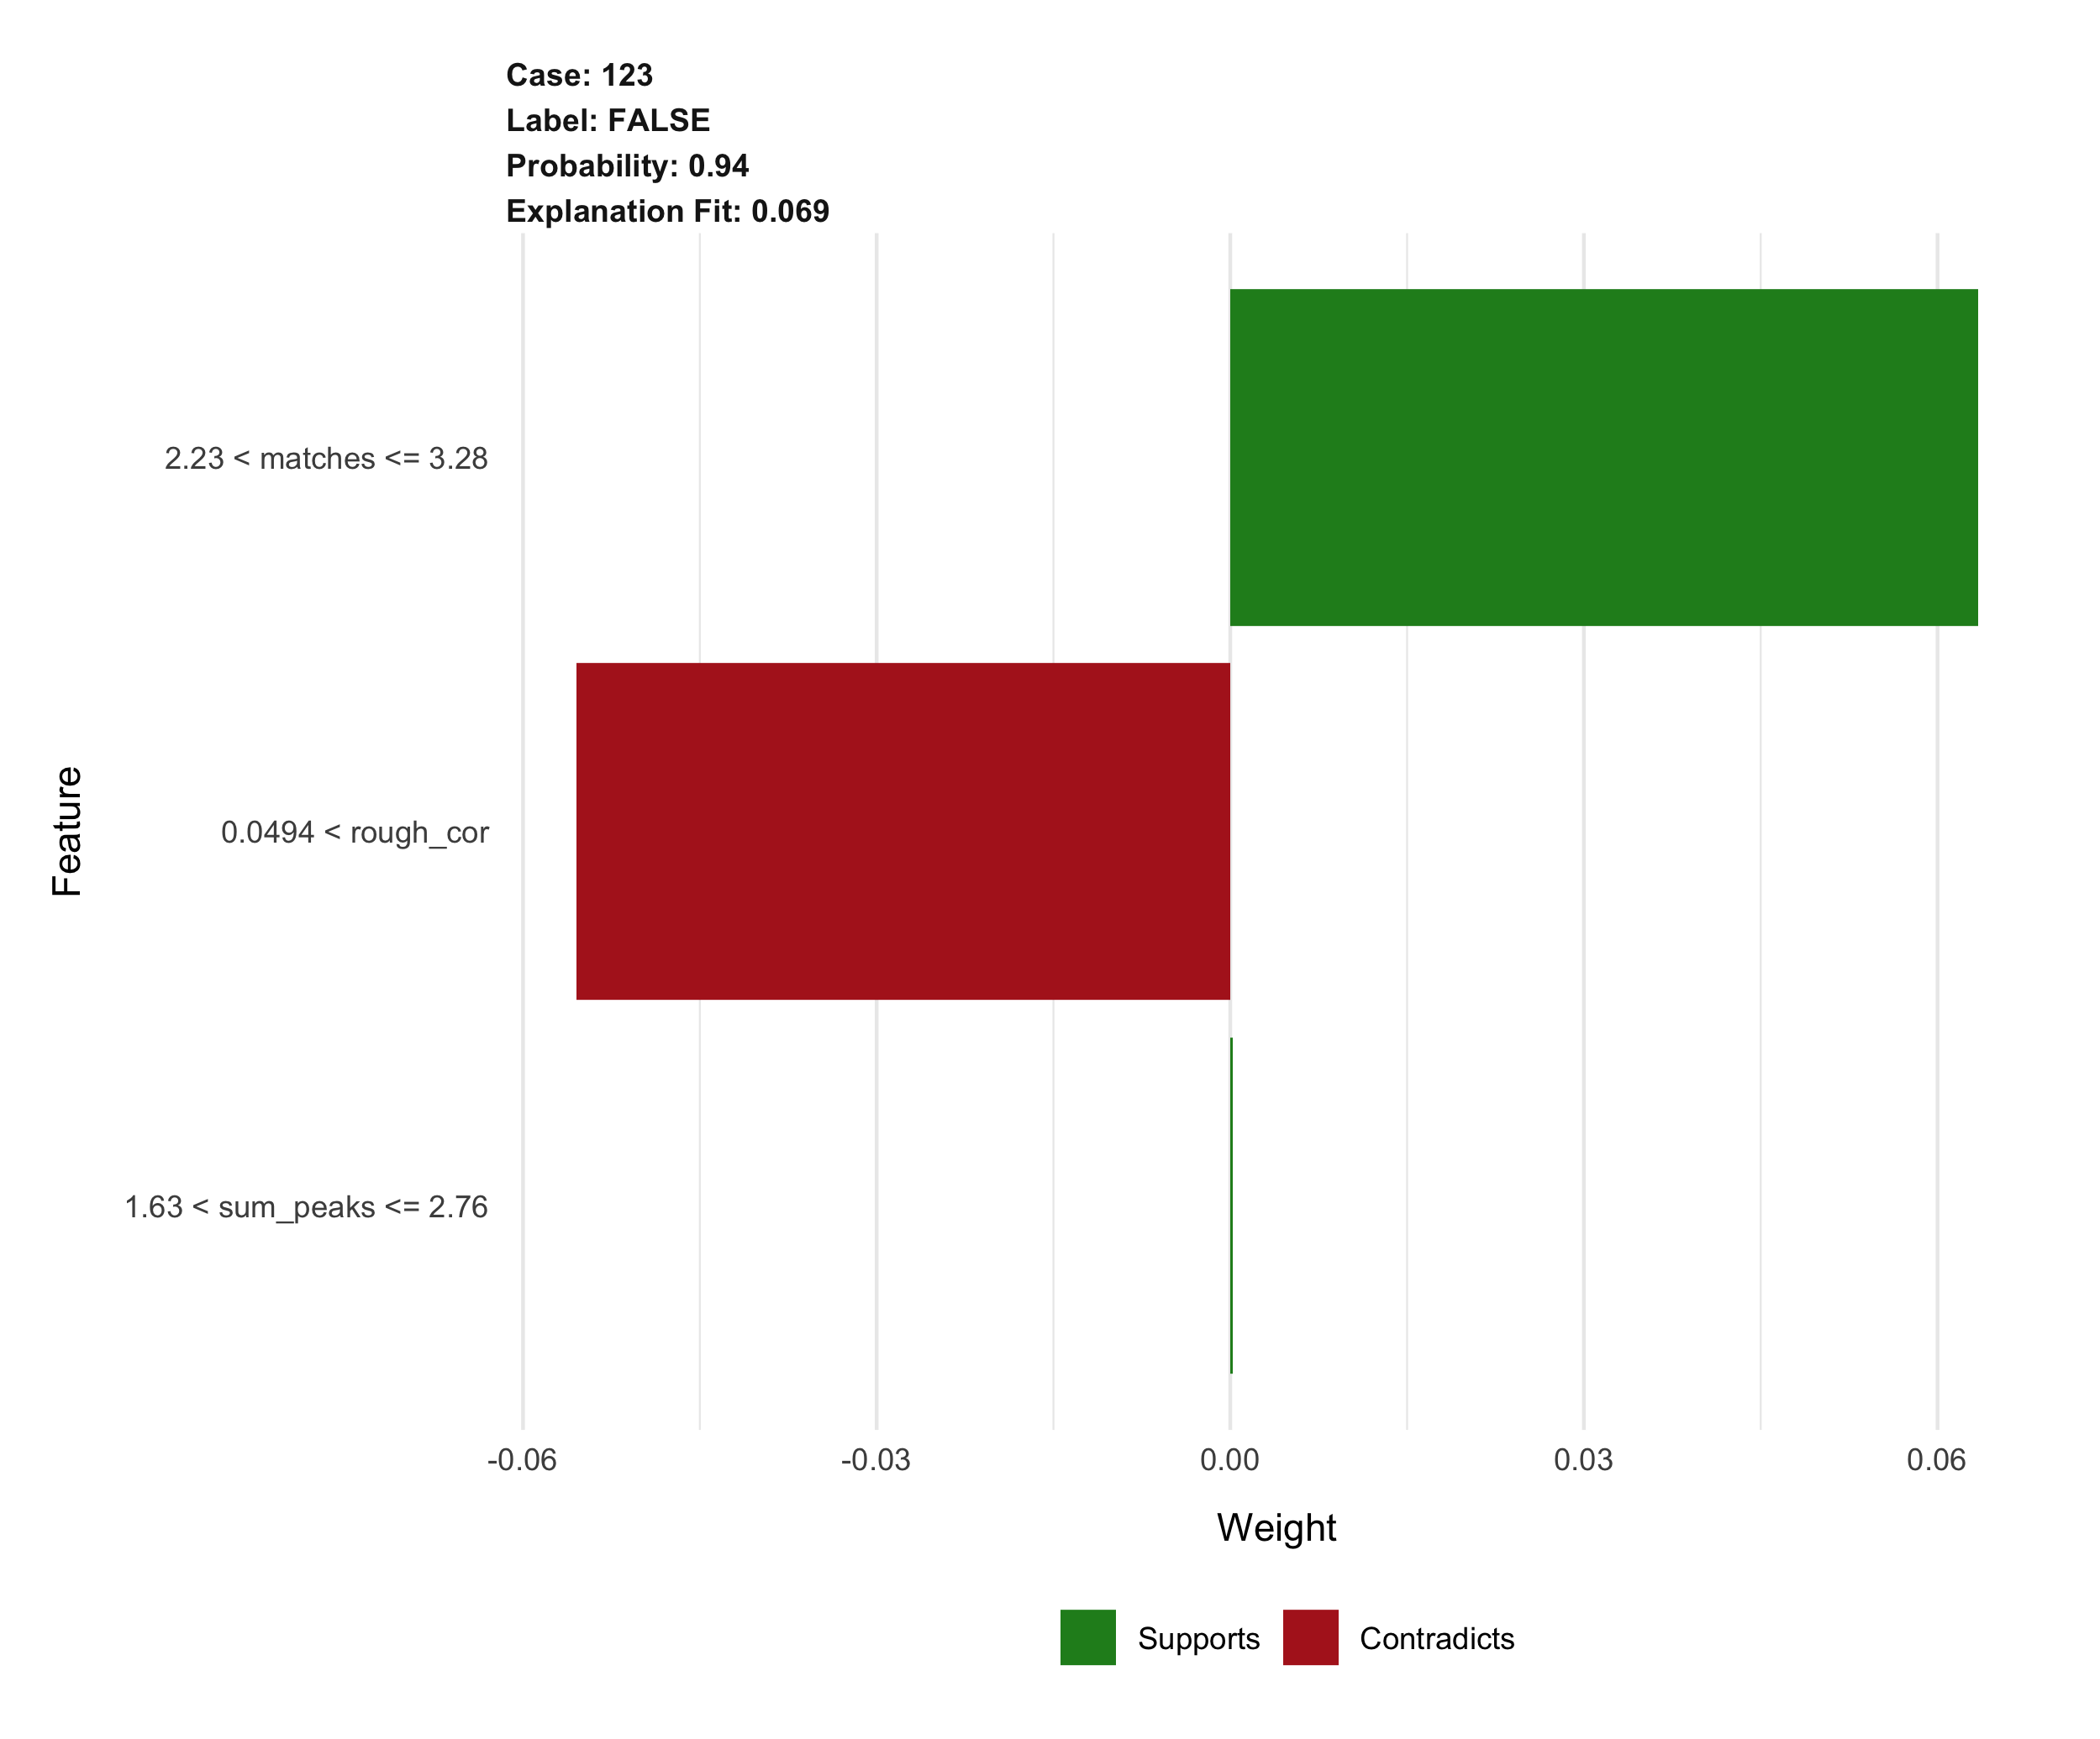 Case: 123
Label: FALSE
Probability: 0.94
Explanation Fit: 0.069
2.23 < matches <= 3.28
0.0494 < rough_cor
1.63 < sum_peaks <= 2.76
Feature
-0.06 -0.03 0.00 0.03 0.06
Weight
Supports Contradicts